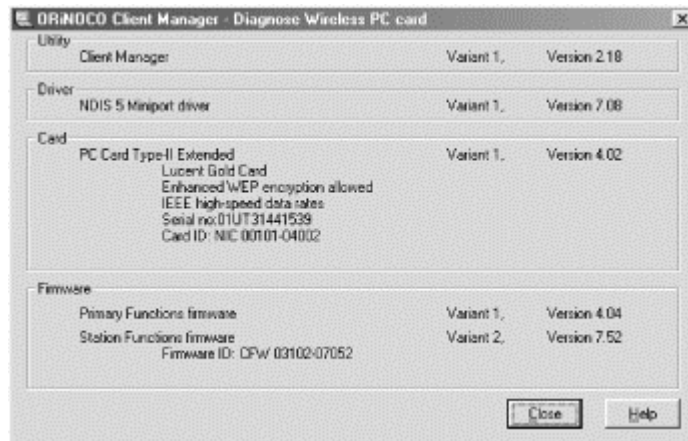 ORiNOCO Client Manager - Diagnose Wireless PC card
Utility
Client Manager Variant 1, Version 2.18
Driver
NDIS 5 Miniport driver Variant 1, Version 7.08
Card
PC Card Type-II Extended Variant 1, Version 4.02
Lucent Gold Card
Enhanced WEP encryption allowed
IEEE high-speed data rates
Serial no:01UT31441539
Card ID: NIC 00101-04002
Firmware
Primary Functions firmware Variant 1, Version 4.04
Station Functions firmware Variant 2, Version 7.52
Firmware ID: CFW 03102-07052
Close Help